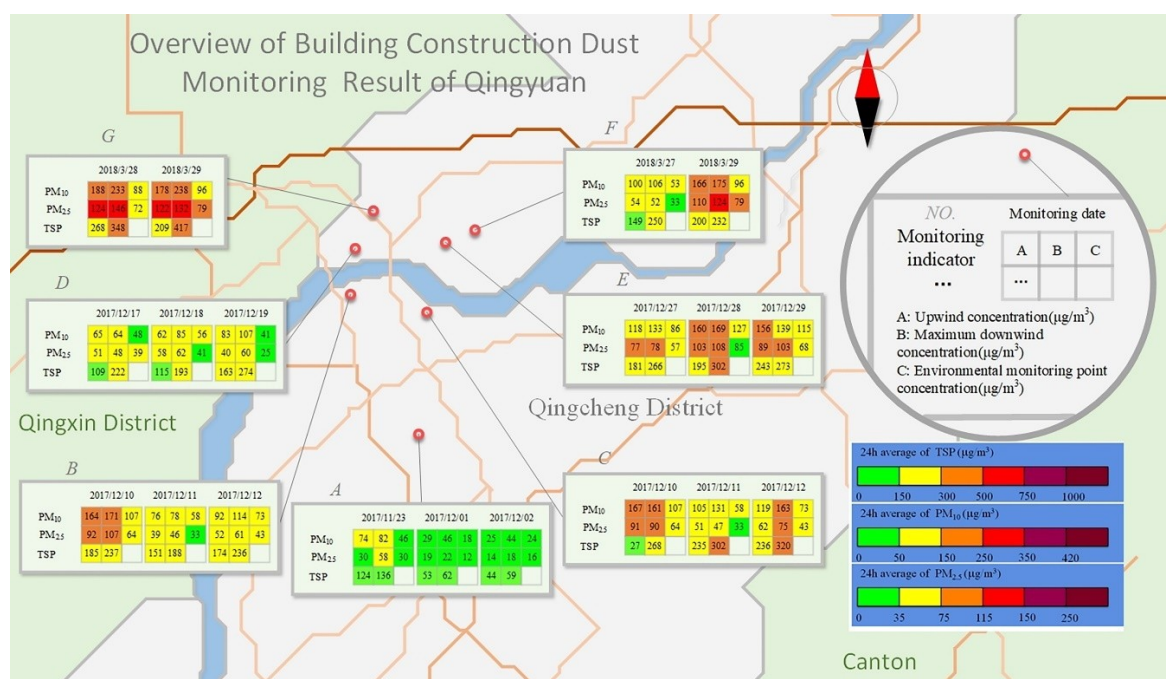 Overview of Building Construction Dust
Monitoring Result of Qingyuan
G
2018/3/28 2018/3/29
PM10 188 233 88 178 238 96
PM2.5 124 146 72 122 132 79
TSP 268 348 209 417
F
2018/3/27 2018/3/29
PM10 100 106 53 166 175 96
PM2.5 54 52 33 110 124 79
TSP 149 250 200 232
NO. Monitoring date
Monitoring
indicator
A B C
... ...
A: Upwind concentration(μg/m3)
B: Maximum downwind
concentration(μg/m3)
C: Environmental monitoring point
concentration(μg/m3)
D
2017/12/17 2017/12/18 2017/12/19
PM10 65 64 48 62 85 56 83 107 41
PM2.5 51 48 39 58 62 41 40 60 25
TSP 109 222 115 193 163 274
E
2017/12/27 2017/12/28 2017/12/29
PM10 118 133 86 160 169 127 156 139 115
PM2.5 77 78 57 103 108 85 89 103 68
TSP 181 266 195 302 243 273
Qingxin District
Qingcheng District
B
2017/12/10 2017/12/11 2017/12/12
PM10 164 171 107 76 78 58 92 114 73
PM2.5 92 107 64 39 46 33 52 61 43
TSP 185 237 151 188 174 236
A
2017/11/23 2017/12/01 2017/12/02
PM10 74 82 46 29 46 18 25 44 24
PM2.5 30 58 30 19 22 12 14 18 16
TSP 124 136 53 62 44 59
C
2017/12/10 2017/12/11 2017/12/12
PM10 167 161 107 105 131 58 119 163 73
PM2.5 91 90 64 51 47 33 62 75 43
TSP 27 268 235 302 236 320
24h average of TSP(μg/m3)
0 150 300 500 750 1000
24h average of PM10(μg/m3)
0 50 150 250 350 420
24h average of PM2.5(μg/m3)
0 35 75 115 150 250
Canton